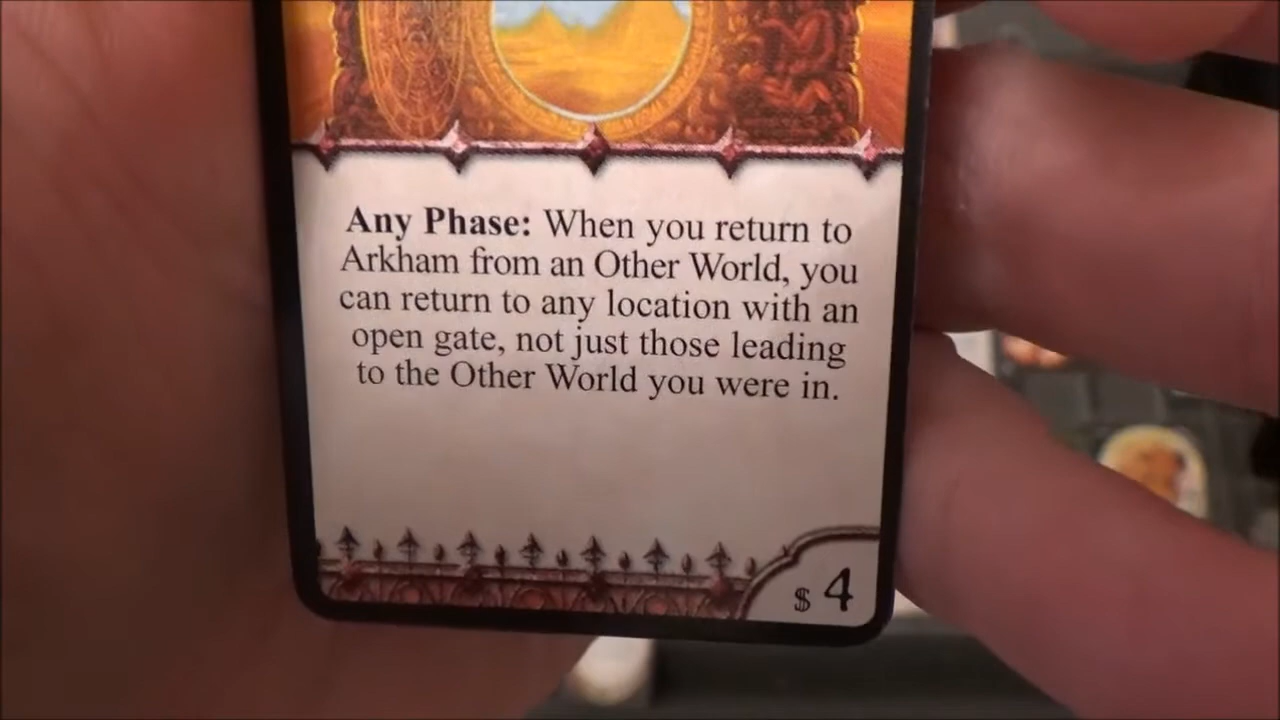 Any Phase: When you return to
Arkham from an Other World, you
can return to any location with an
open gate, not just those leading
to the Other World you were in.
$ 4